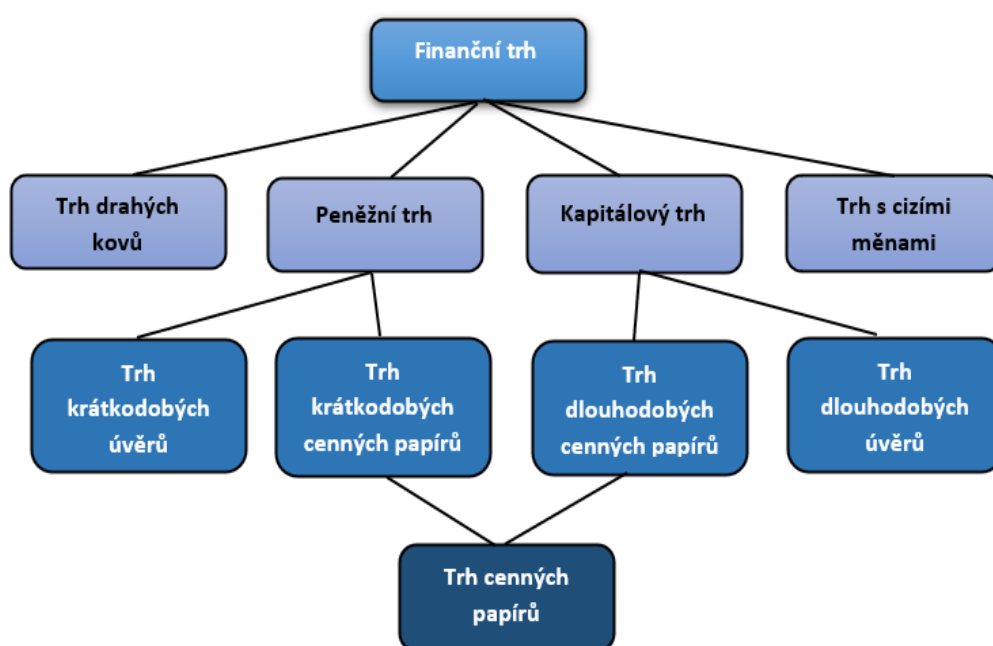 Finanční trh
Trh drahých
kovů
Peněžní trh
Kapitálový trh
Trh s cizími
měnami
Trh
krátkodobých
úvěrů
Trh
krátkodobých
cenných papírů
Trh
dlouhodobých
cenných papírů
Trh
dlouhodobých
úvěrů
Trh cenných
papírů